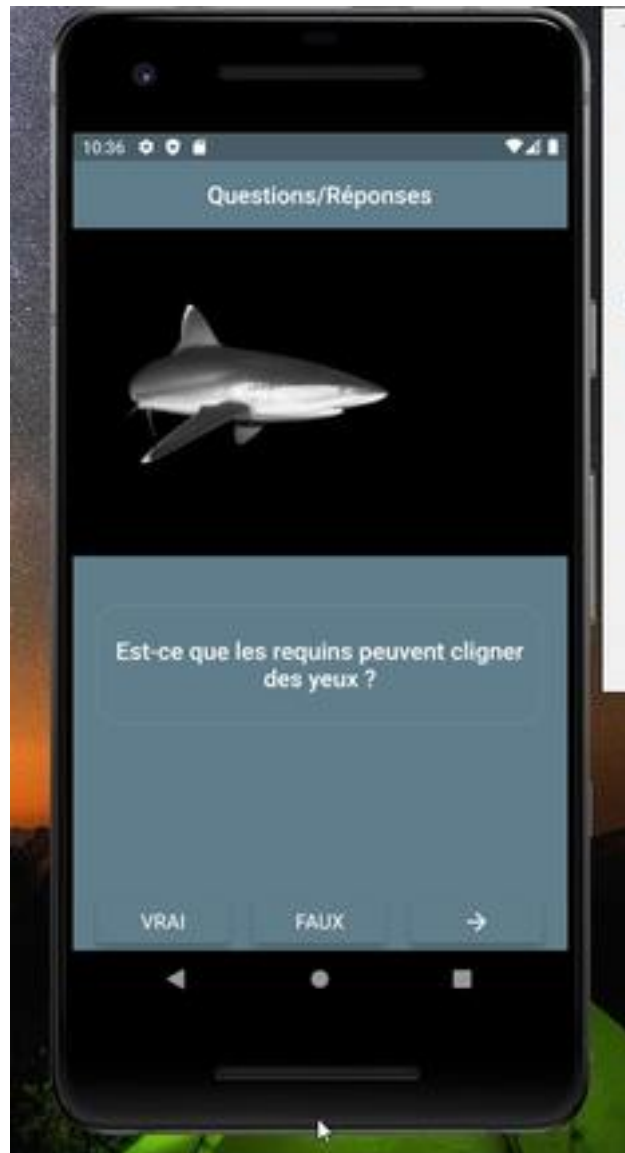 10:36
Questions/Réponses
Est-ce que les requins peuvent cligner
des yeux ?
VRAI
FAUX